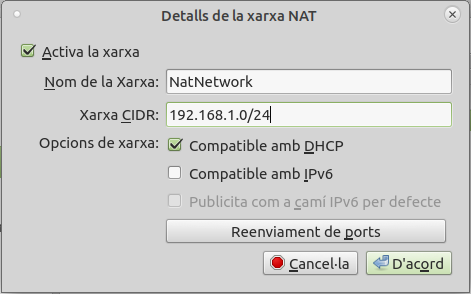 Detalls de la xarxa NAT
Activa la xarxa
Nom de la Xarxa: NatNetwork
Xarxa CIDR: 192.168.1.0/24
Opcions de xarxa: Compatible amb DHCP
Compatible amb IPv6
Publicita com a camí IPv6 per defecte
Reenviament de ports
Cancel·la D'acord